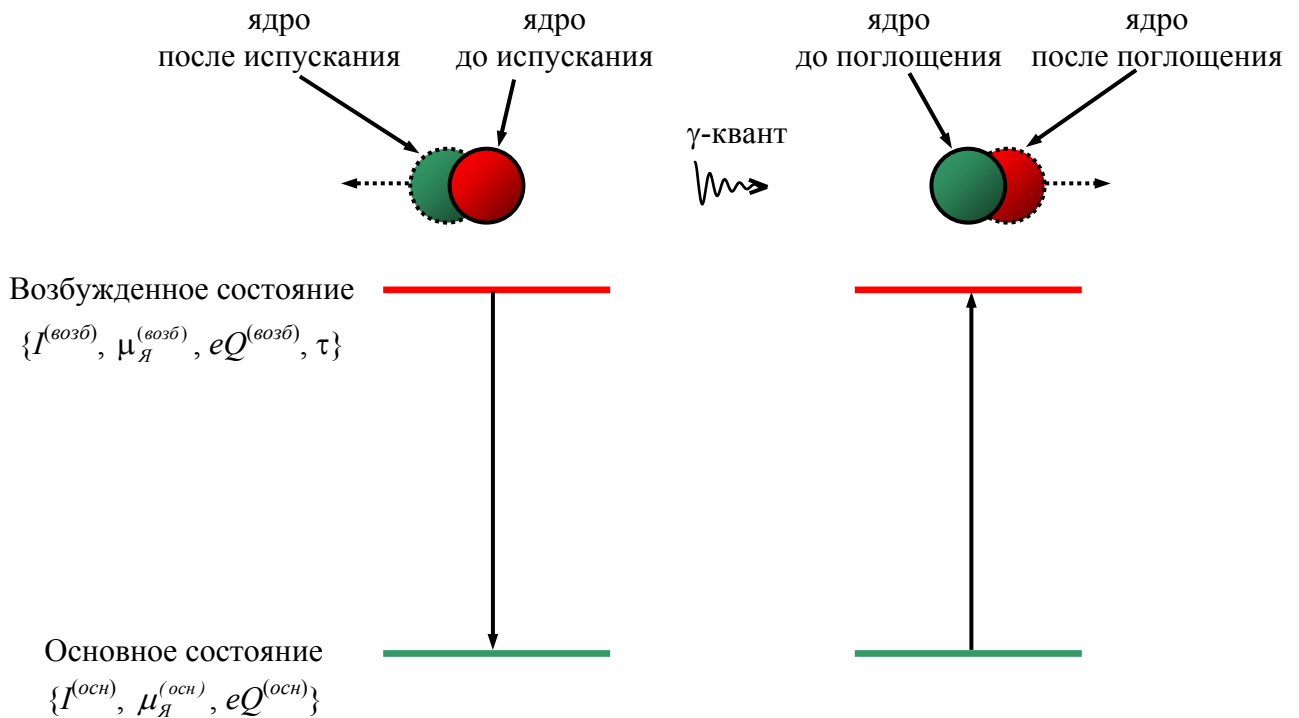 ядро
после испускания
ядро
до испускания
ядро
до поглощения
ядро
после поглощения
γ-квант
Возбужденное состояние
{I^(возб), μ_Я^(возб), eQ^(возб), τ}
Основное состояние
{I^(осн), μ_Я^(осн), eQ^(осн)}